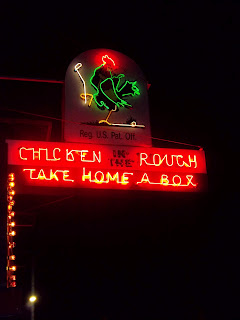 Reg. U.S. Pat. Off.
CHICKEN IN THE ROUGH
TAKE HOME A BOX